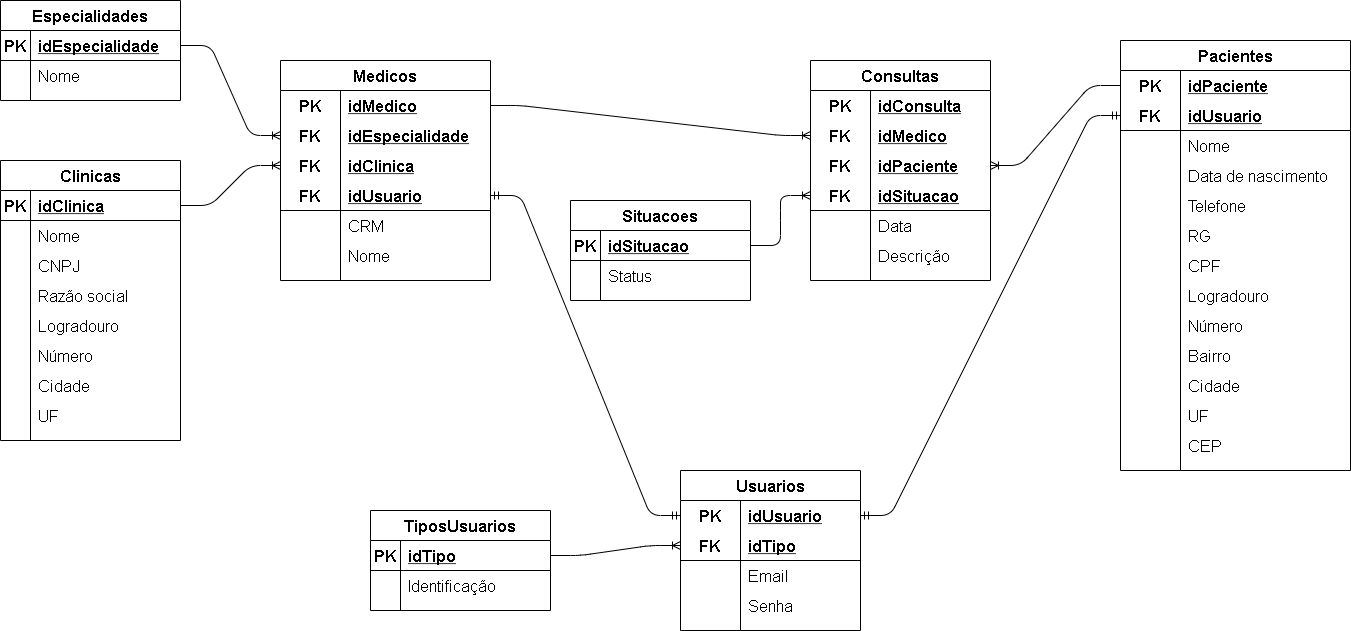 Especialidades
PK idEspecialidade
Nome
Clinicas
PK idClinica
Nome
CNPJ
Razão social
Logradouro
Número
Cidade
UF
Medicos
PK idMedico
FK idEspecialidade
FK idClinica
FK idUsuario
CRM
Nome
Situacoes
PK idSituacao
Status
Consultas
PK idConsulta
FK idMedico
FK idPaciente
FK idSituacao
Data
Descrição
Pacientes
PK idPaciente
FK idUsuario
Nome
Data de nascimento
Telefone
RG
CPF
Logradouro
Número
Bairro
Cidade
UF
CEP
TiposUsuarios
PK idTipo
Identificação
Usuarios
PK idUsuario
FK idTipo
Email
Senha